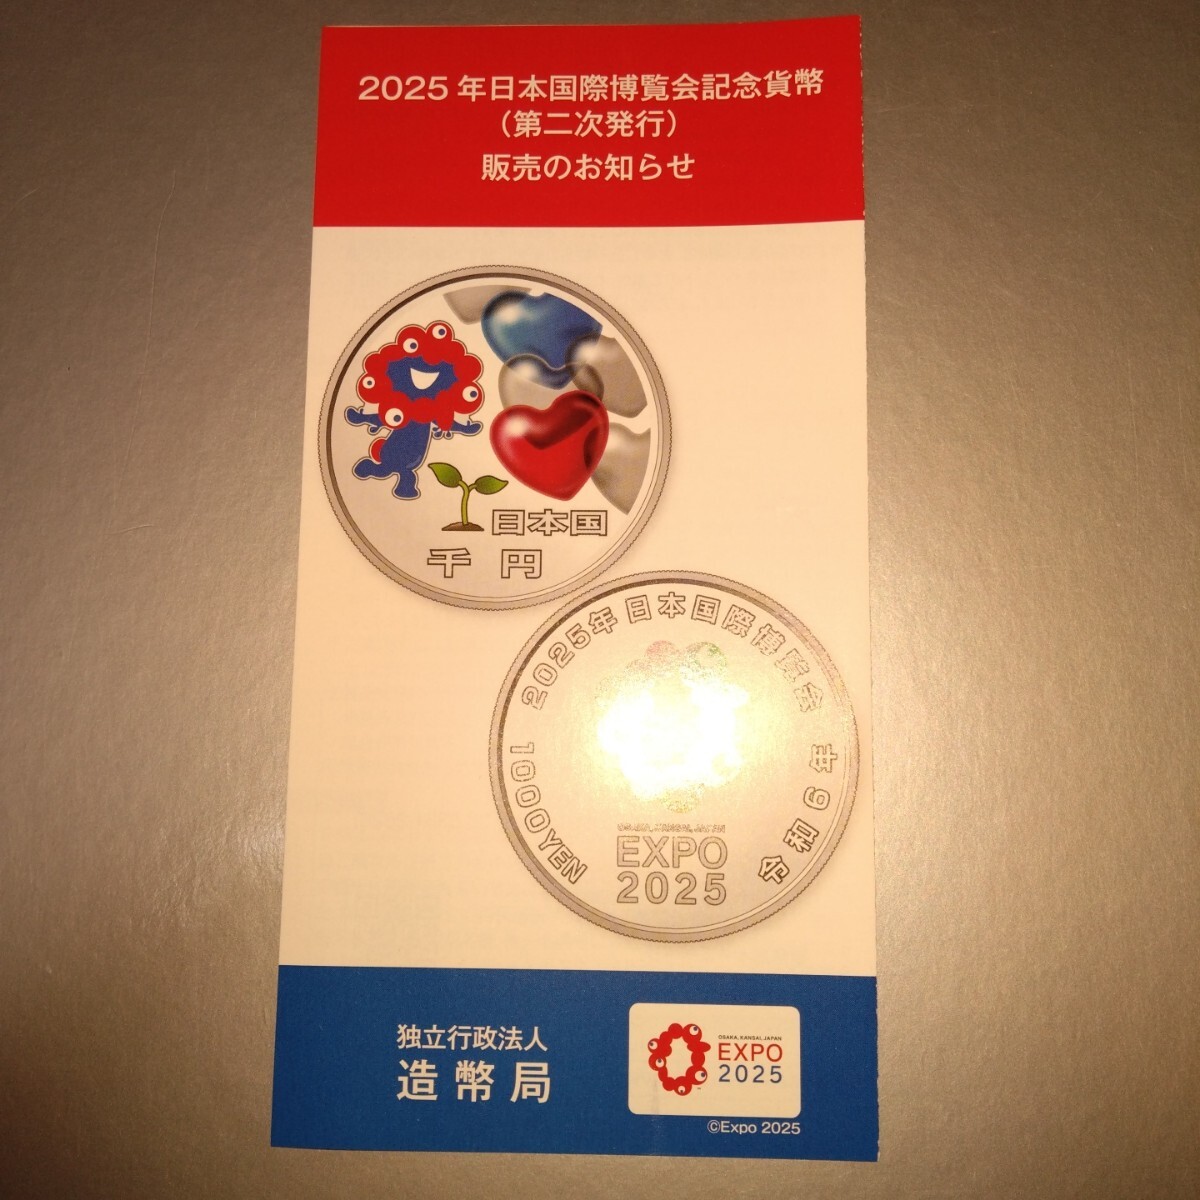 2025年日本国際博覧会記念貨幣
(第二次発行)
販売のお知らせ
日本国
千円
2025年日本国際博覧会
1000YEN
令和6年
OSAKA, KANSAI, JAPAN
EXPO
2025
独立行政法人
造幣局
OSAKA, KANSAI, JAPAN
EXPO
2025
©Expo 2025